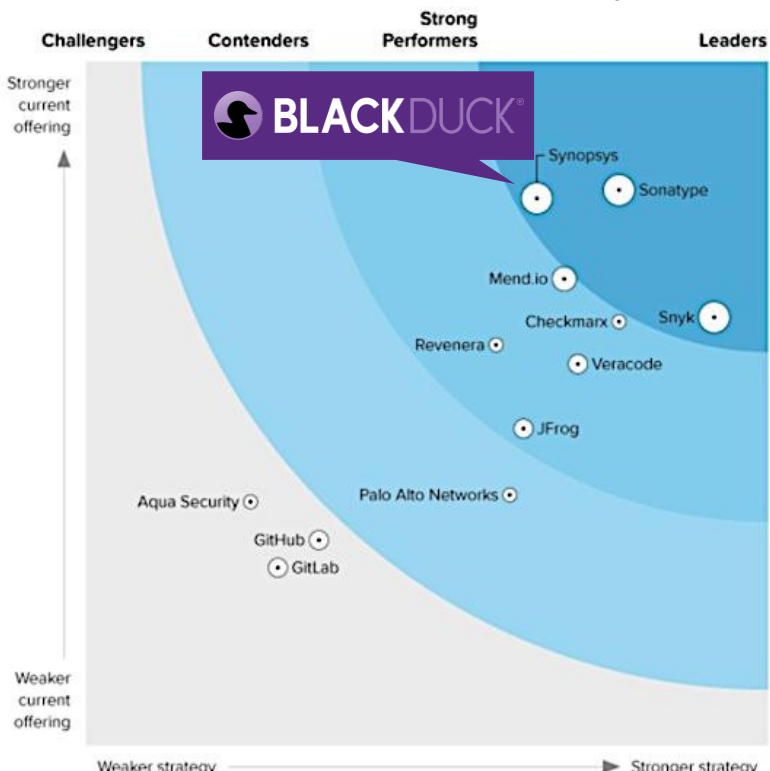 Challengers
Contenders
Strong
Performers
Leaders
Stronger
current
offering
BLACKDUCK®
Synopsys
Sonatype
Mend.io
Checkmarx
Snyk
Revenera
Veracode
JFrog
Palo Alto Networks
Aqua Security
GitHub
GitLab
Weaker
current
offering
Weaker strategy
Stronger strategy